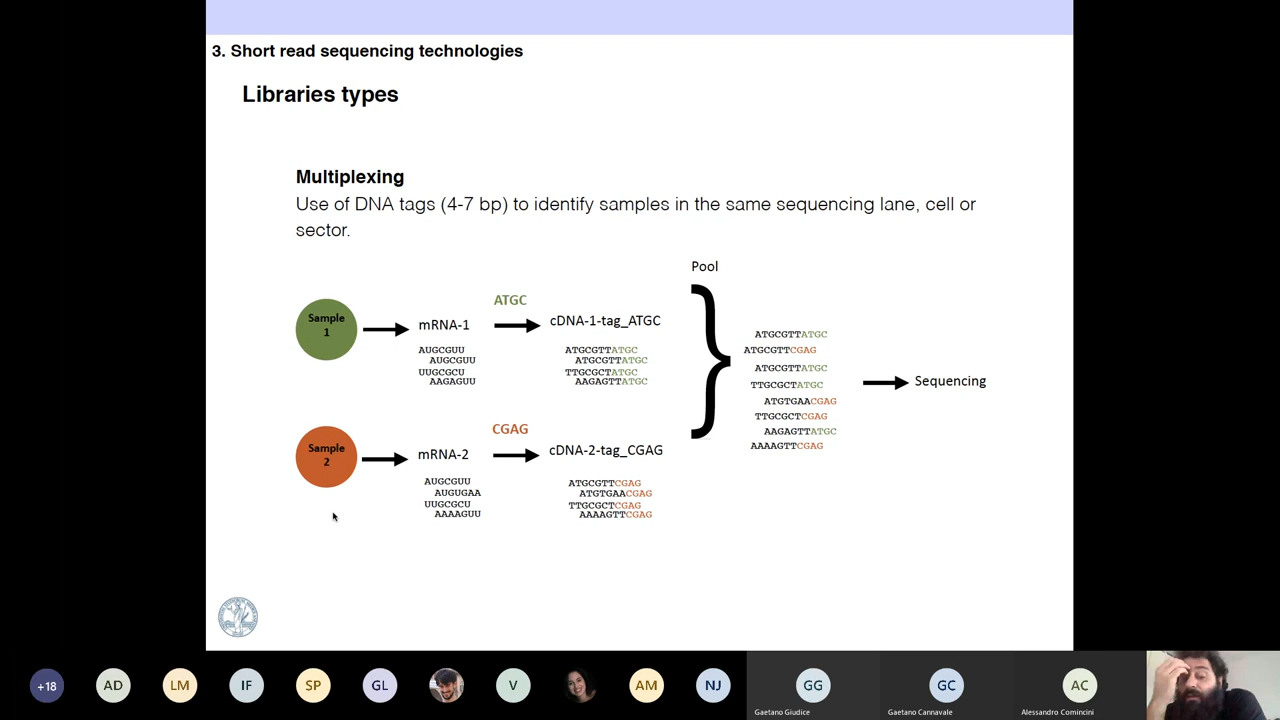 3. Short read sequencing technologies
Libraries types
Multiplexing
Use of DNA tags (4-7 bp) to identify samples in the same sequencing lane, cell or
sector.
Pool
Sample
1
mRNA-1
ATGC
cDNA-1-tag_ATGC
AUGCGUU
AUGCGUU
UUGCGCU
AAGAGUU
ATGCGTTATGC
ATGCGTTATGC
TTGCGCTATGC
AAGAGTTATGC
Sample
2
mRNA-2
CGAG
cDNA-2-tag_CGAG
AUGCGUU
AUGUGAA
UUGCGCU
AAAAGUU
ATGCGTTCGAG
ATGTGAACGAG
TTGCGCTCGAG
AAAAGTTCGAG
ATGCGTTATGC
ATGCGTTCGAG
ATGCGTTATGC
TTGCGCTATGC
ATGTGAACGAG
TTGCGCTCGAG
AAGAGTTATGC
AAAAGTTCGAG
Sequencing
+18
AD
LM
IF
SP
GL
V
AM
NJ
GG
Gaetano Giudice
GC
Gaetano Cannavale
AC
Alessandro Comincini